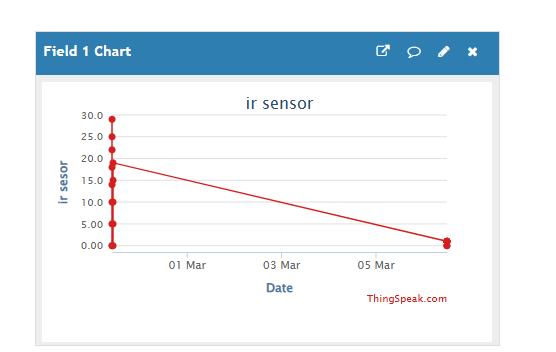 Field 1 Chart
ir sensor
30.0
25.0
20.0
15.0
10.0
5.00
0.00
ir sesor
01 Mar 03 Mar 05 Mar
Date
ThingSpeak.com